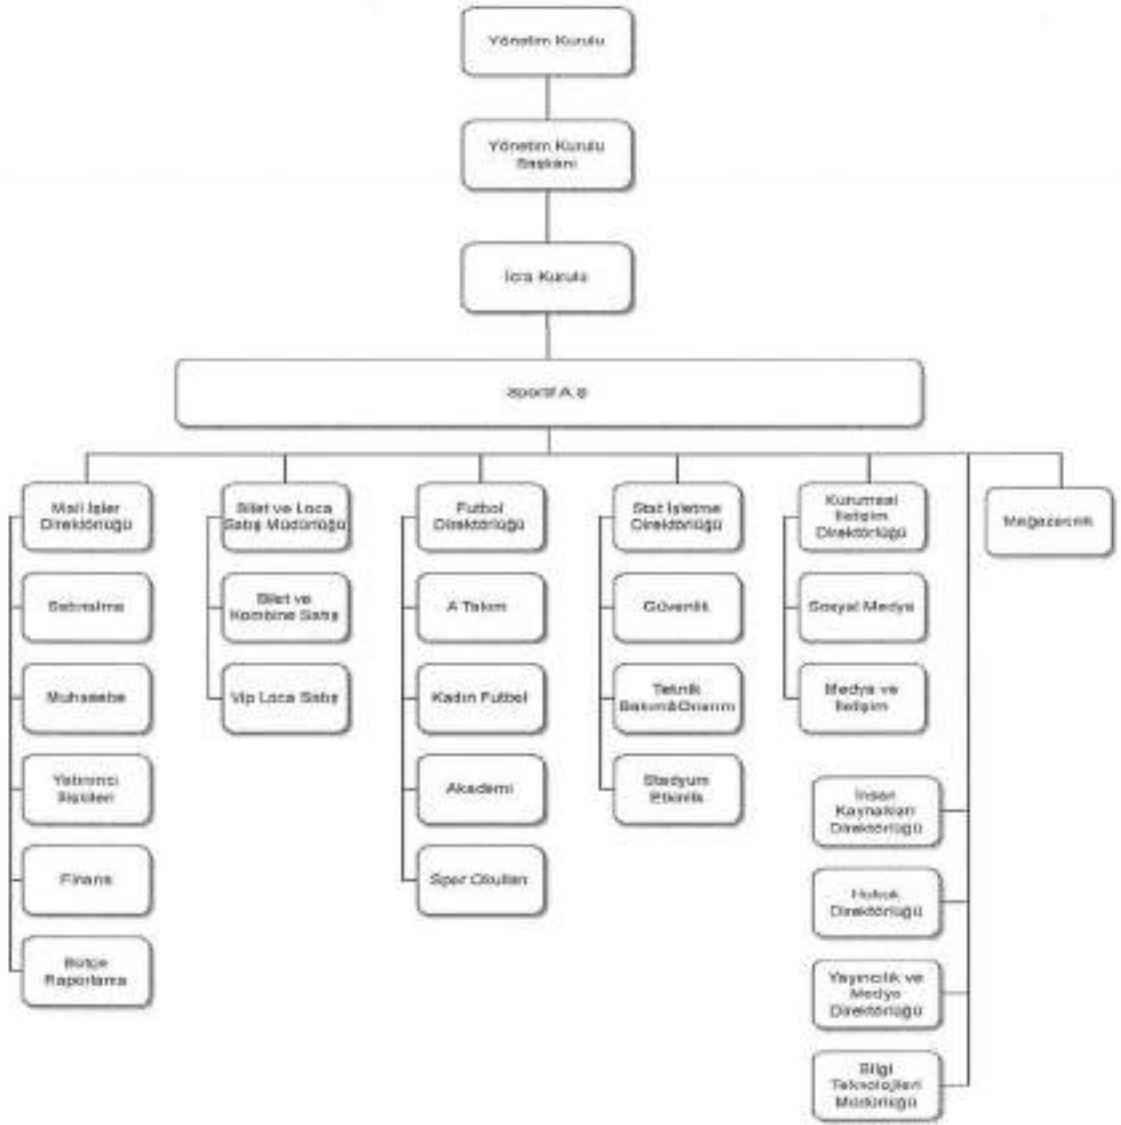 Yönetim Kurulu
Yönetim Kurulu
Başkanı
İcra Kurulu
Sportif A.Ş
Mali İşler
Direktörlüğü
Satınalma
Muhasebe
Yatırımcı
İlişkileri
Finans
Bütçe
Raporlama
Bilet ve Loca
Satış Müdürlüğü
Bilet ve
Kombine Satış
Vip Loca Satış
Futbol
Direktörlüğü
A Takım
Kadın Futbol
Akademi
Spor Okulları
Stat İşletme
Direktörlüğü
Güvenlik
Teknik
Bakım&Onarım
Stadyum
Etkinlik
Kurumsal
İletişim
Direktörlüğü
Sosyal Medya
Medya ve
İletişim
İnsan
Kaynakları
Direktörlüğü
Hukuk
Direktörlüğü
Yayıncılık ve
Medya
Direktörlüğü
Bilgi
Teknolojileri
Müdürlüğü
Mağazacılık